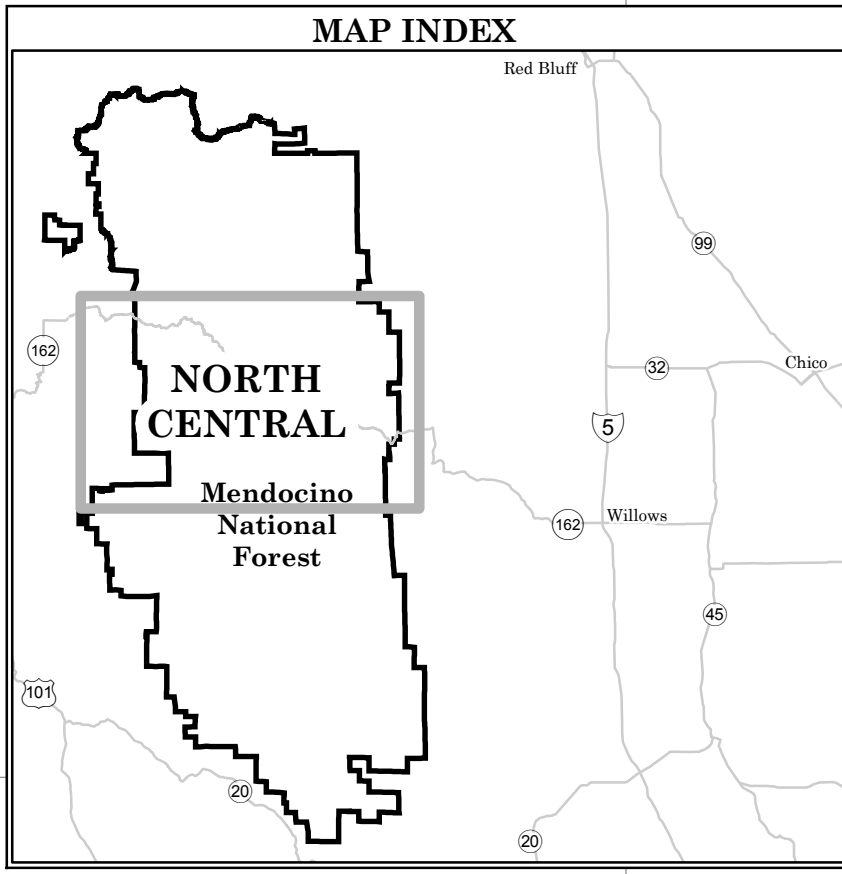 MAP INDEX
Red Bluff
99
162
32
Chico
NORTH
CENTRAL
5
Mendocino
National
Forest
162
Willows
45
101
20
20